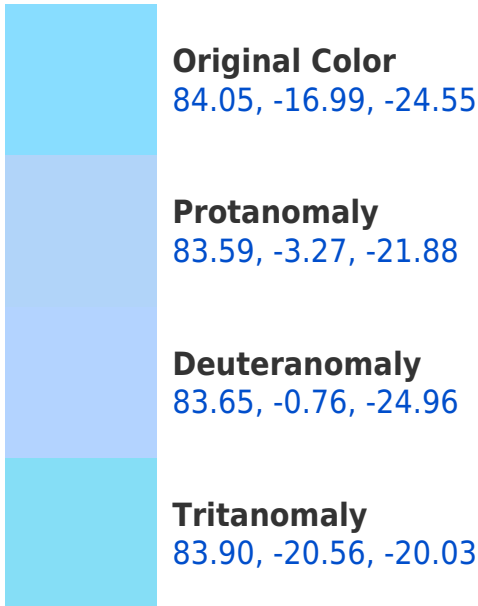 Original Color
84.05, -16.99, -24.55
Protanomaly
83.59, -3.27, -21.88
Deuteranomaly
83.65, -0.76, -24.96
Tritanomaly
83.90, -20.56, -20.03